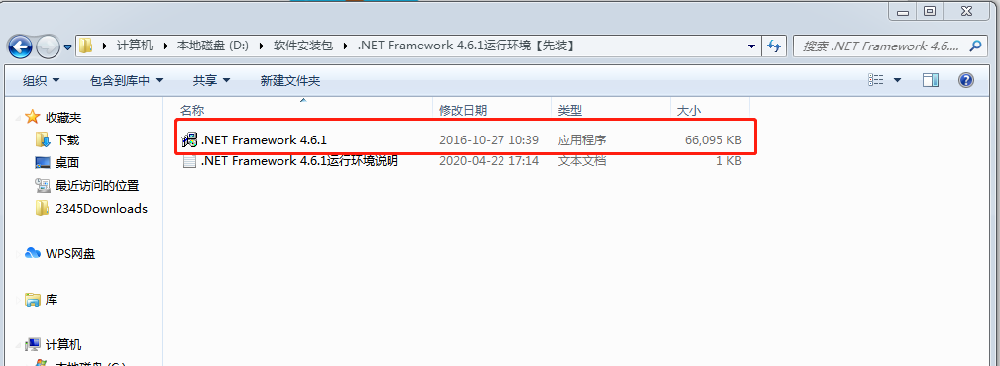 计算机 本地磁盘 (D:) 软件安装包 .NET Framework 4.6.1运行环境【先装】 搜索 .NET Framework 4.6....
组织 包含到库中 共享 新建文件夹
名称 修改日期 类型 大小
收藏夹
下载
桌面
最近访问的位置
2345Downloads
WPS网盘
库
计算机
本地磁盘 (C:)
.NET Framework 4.6.1 2016-10-27 10:39 应用程序 66,095 KB
.NET Framework 4.6.1运行环境说明 2020-04-22 17:14 文本文档 1 KB